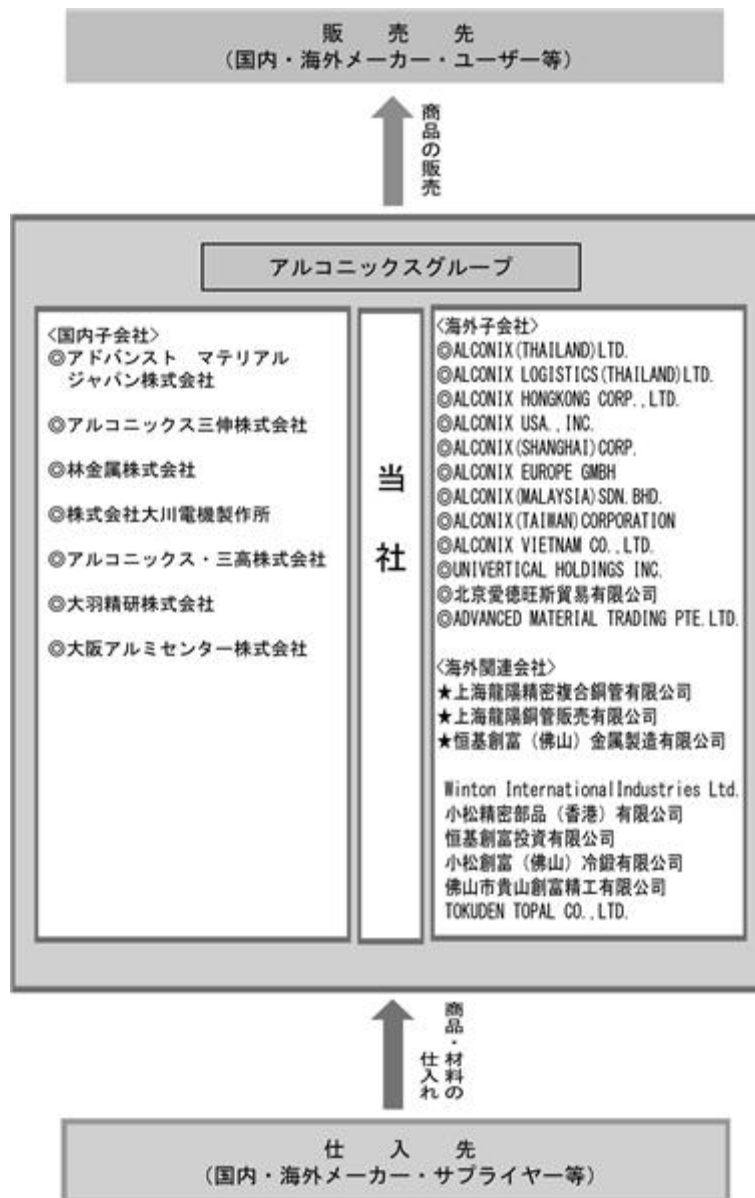 販 売 先
(国内・海外メーカー・ユーザー等)
商品の販売
アルコニックスグループ
〈国内子会社〉
◎アドバンスト マテリアル
ジャパン株式会社
◎アルコニックス三伸株式会社
◎林金属株式会社
◎株式会社大川電機製作所
◎アルコニックス・三高株式会社
◎大羽精研株式会社
◎大阪アルミセンター株式会社
当社
〈海外子会社〉
◎ALCONIX(THAILAND)LTD.
◎ALCONIX LOGISTICS(THAILAND)LTD.
◎ALCONIX HONGKONG CORP.,LTD.
◎ALCONIX USA.,INC.
◎ALCONIX(SHANGHAI)CORP.
◎ALCONIX EUROPE GMBH
◎ALCONIX(MALAYSIA)SDN.BHD.
◎ALCONIX(TAIWAN)CORPORATION
◎ALCONIX VIETNAM CO.,LTD.
◎UNIVERTICAL HOLDINGS INC.
◎北京愛徳旺斯貿易有限公司
◎ADVANCED MATERIAL TRADING PTE.LTD.
〈海外関連会社〉
★上海龍陽精密複合銅管有限公司
★上海龍陽銅管販売有限公司
★恒基創富（佛山）金属製造有限公司
Winton InternationalIndustries Ltd.
小松精密部品（香港）有限公司
恒基創富投資有限公司
小松創富（佛山）冷鍛有限公司
佛山市貴山創富精工有限公司
TOKUDEN TOPAL CO.,LTD.
商品・材料の
仕入れ
仕 入 先
(国内・海外メーカー・サプライヤー等)